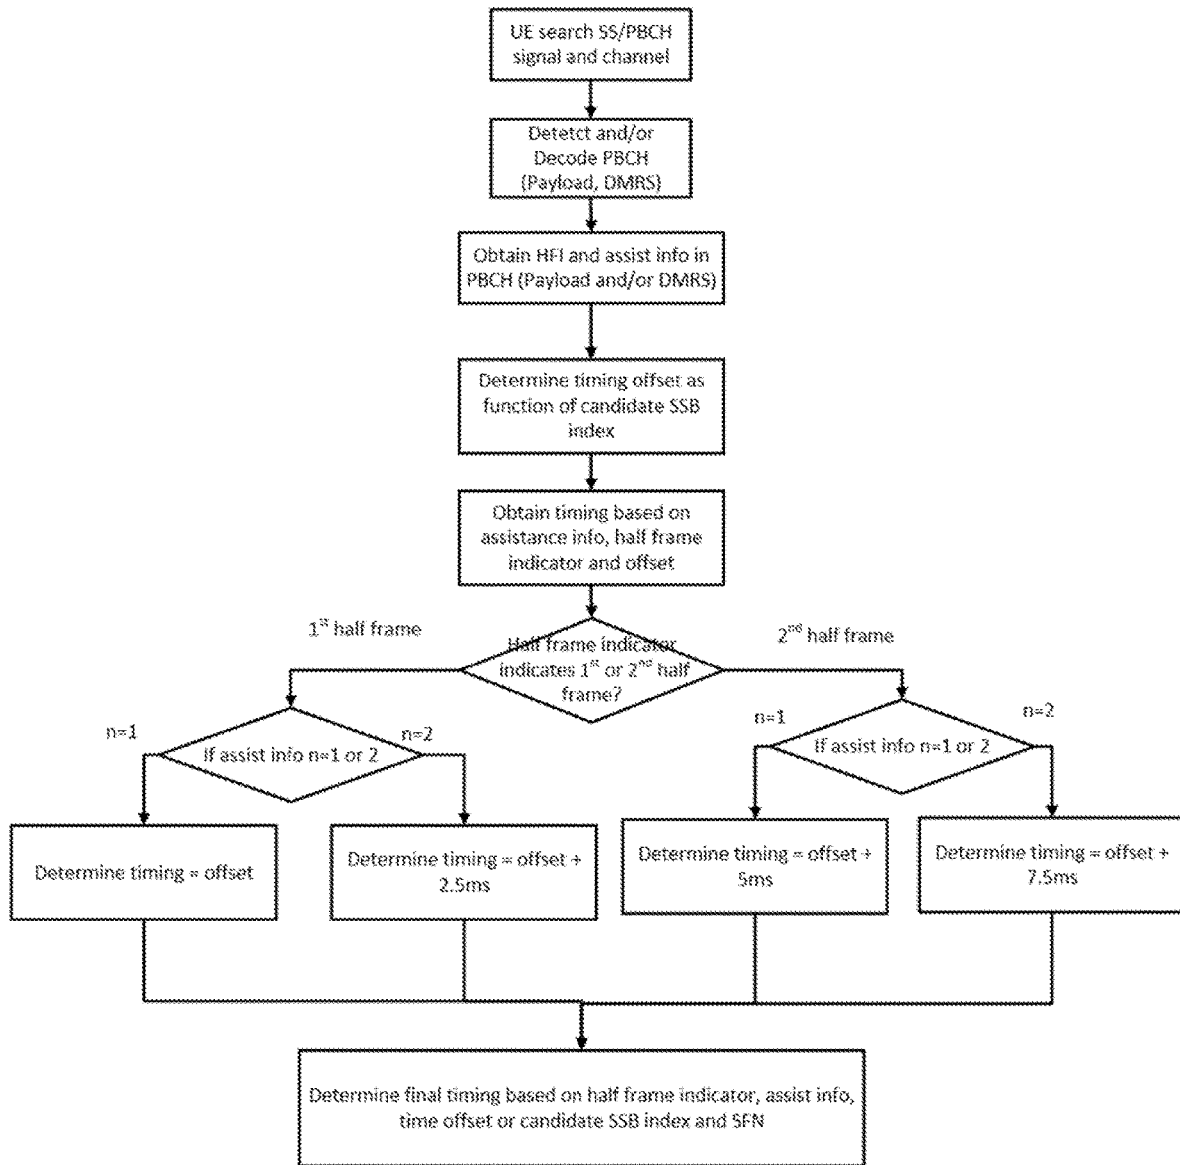 UE search SS/PBCH
signal and channel
Detetct and/or
Decode PBCH
(Payload, DMRS)
Obtain HFI and assist info in
PBCH (Payload and/or DMRS)
Determine timing offset as
function of candidate SSB
index
Obtain timing based on
assistance info, half frame
indicator and offset
1st half frame
Half frame indicator
indicates 1st or 2nd half
frame?
2nd half frame
n=1
If assist info n=1 or 2
n=2
n=1
If assist info n=1 or 2
n=2
Determine timing = offset
Determine timing = offset +
2.5ms
Determine timing = offset +
5ms
Determine timing = offset +
7.5ms
Determine final timing based on half frame indicator, assist info,
time offset or candidate SSB index and SFN